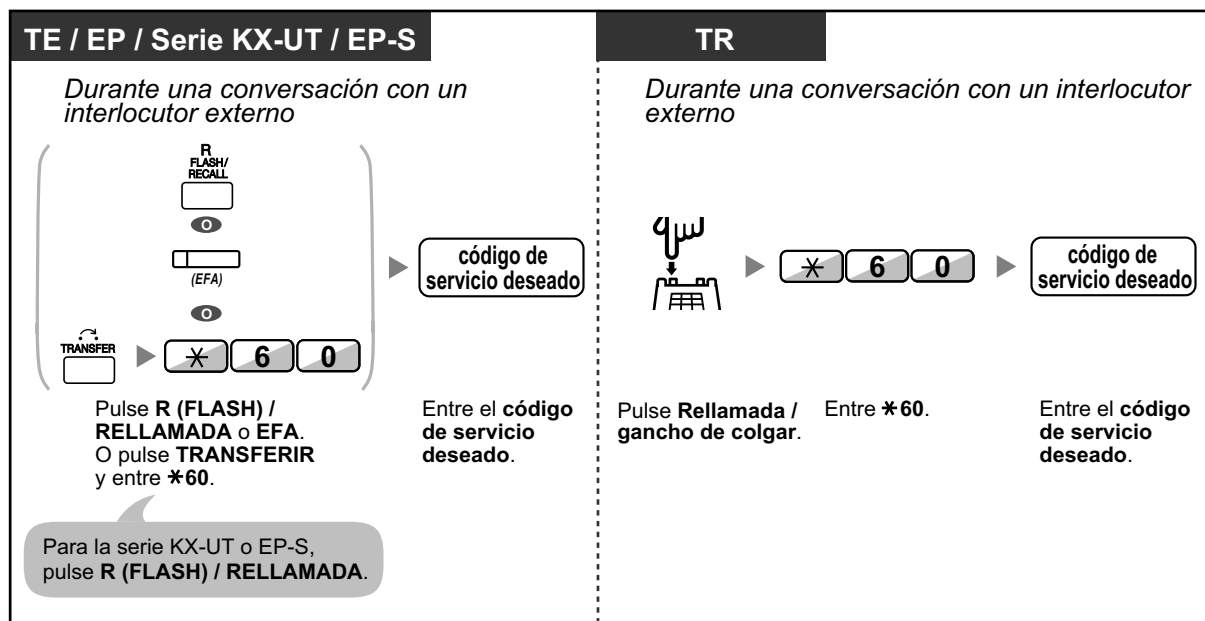 TE / EP / Serie KX-UT / EP-S
Durante una conversación con un
interlocutor externo
R
FLASH/
RECALL
O
(EFA)
O
TRANSFER
* 6 0
código de
servicio deseado
Pulse R (FLASH) /
RELLAMADA o EFA.
O pulse TRANSFERIR
y entre *60.
Entre el código
de servicio
deseado.
Para la serie KX-UT o EP-S,
pulse R (FLASH) / RELLAMADA.
TR
Durante una conversación con un interlocutor
externo
* 6 0
código de
servicio deseado
Pulse Rellamada /
gancho de colgar.
Entre *60.
Entre el código
de servicio
deseado.